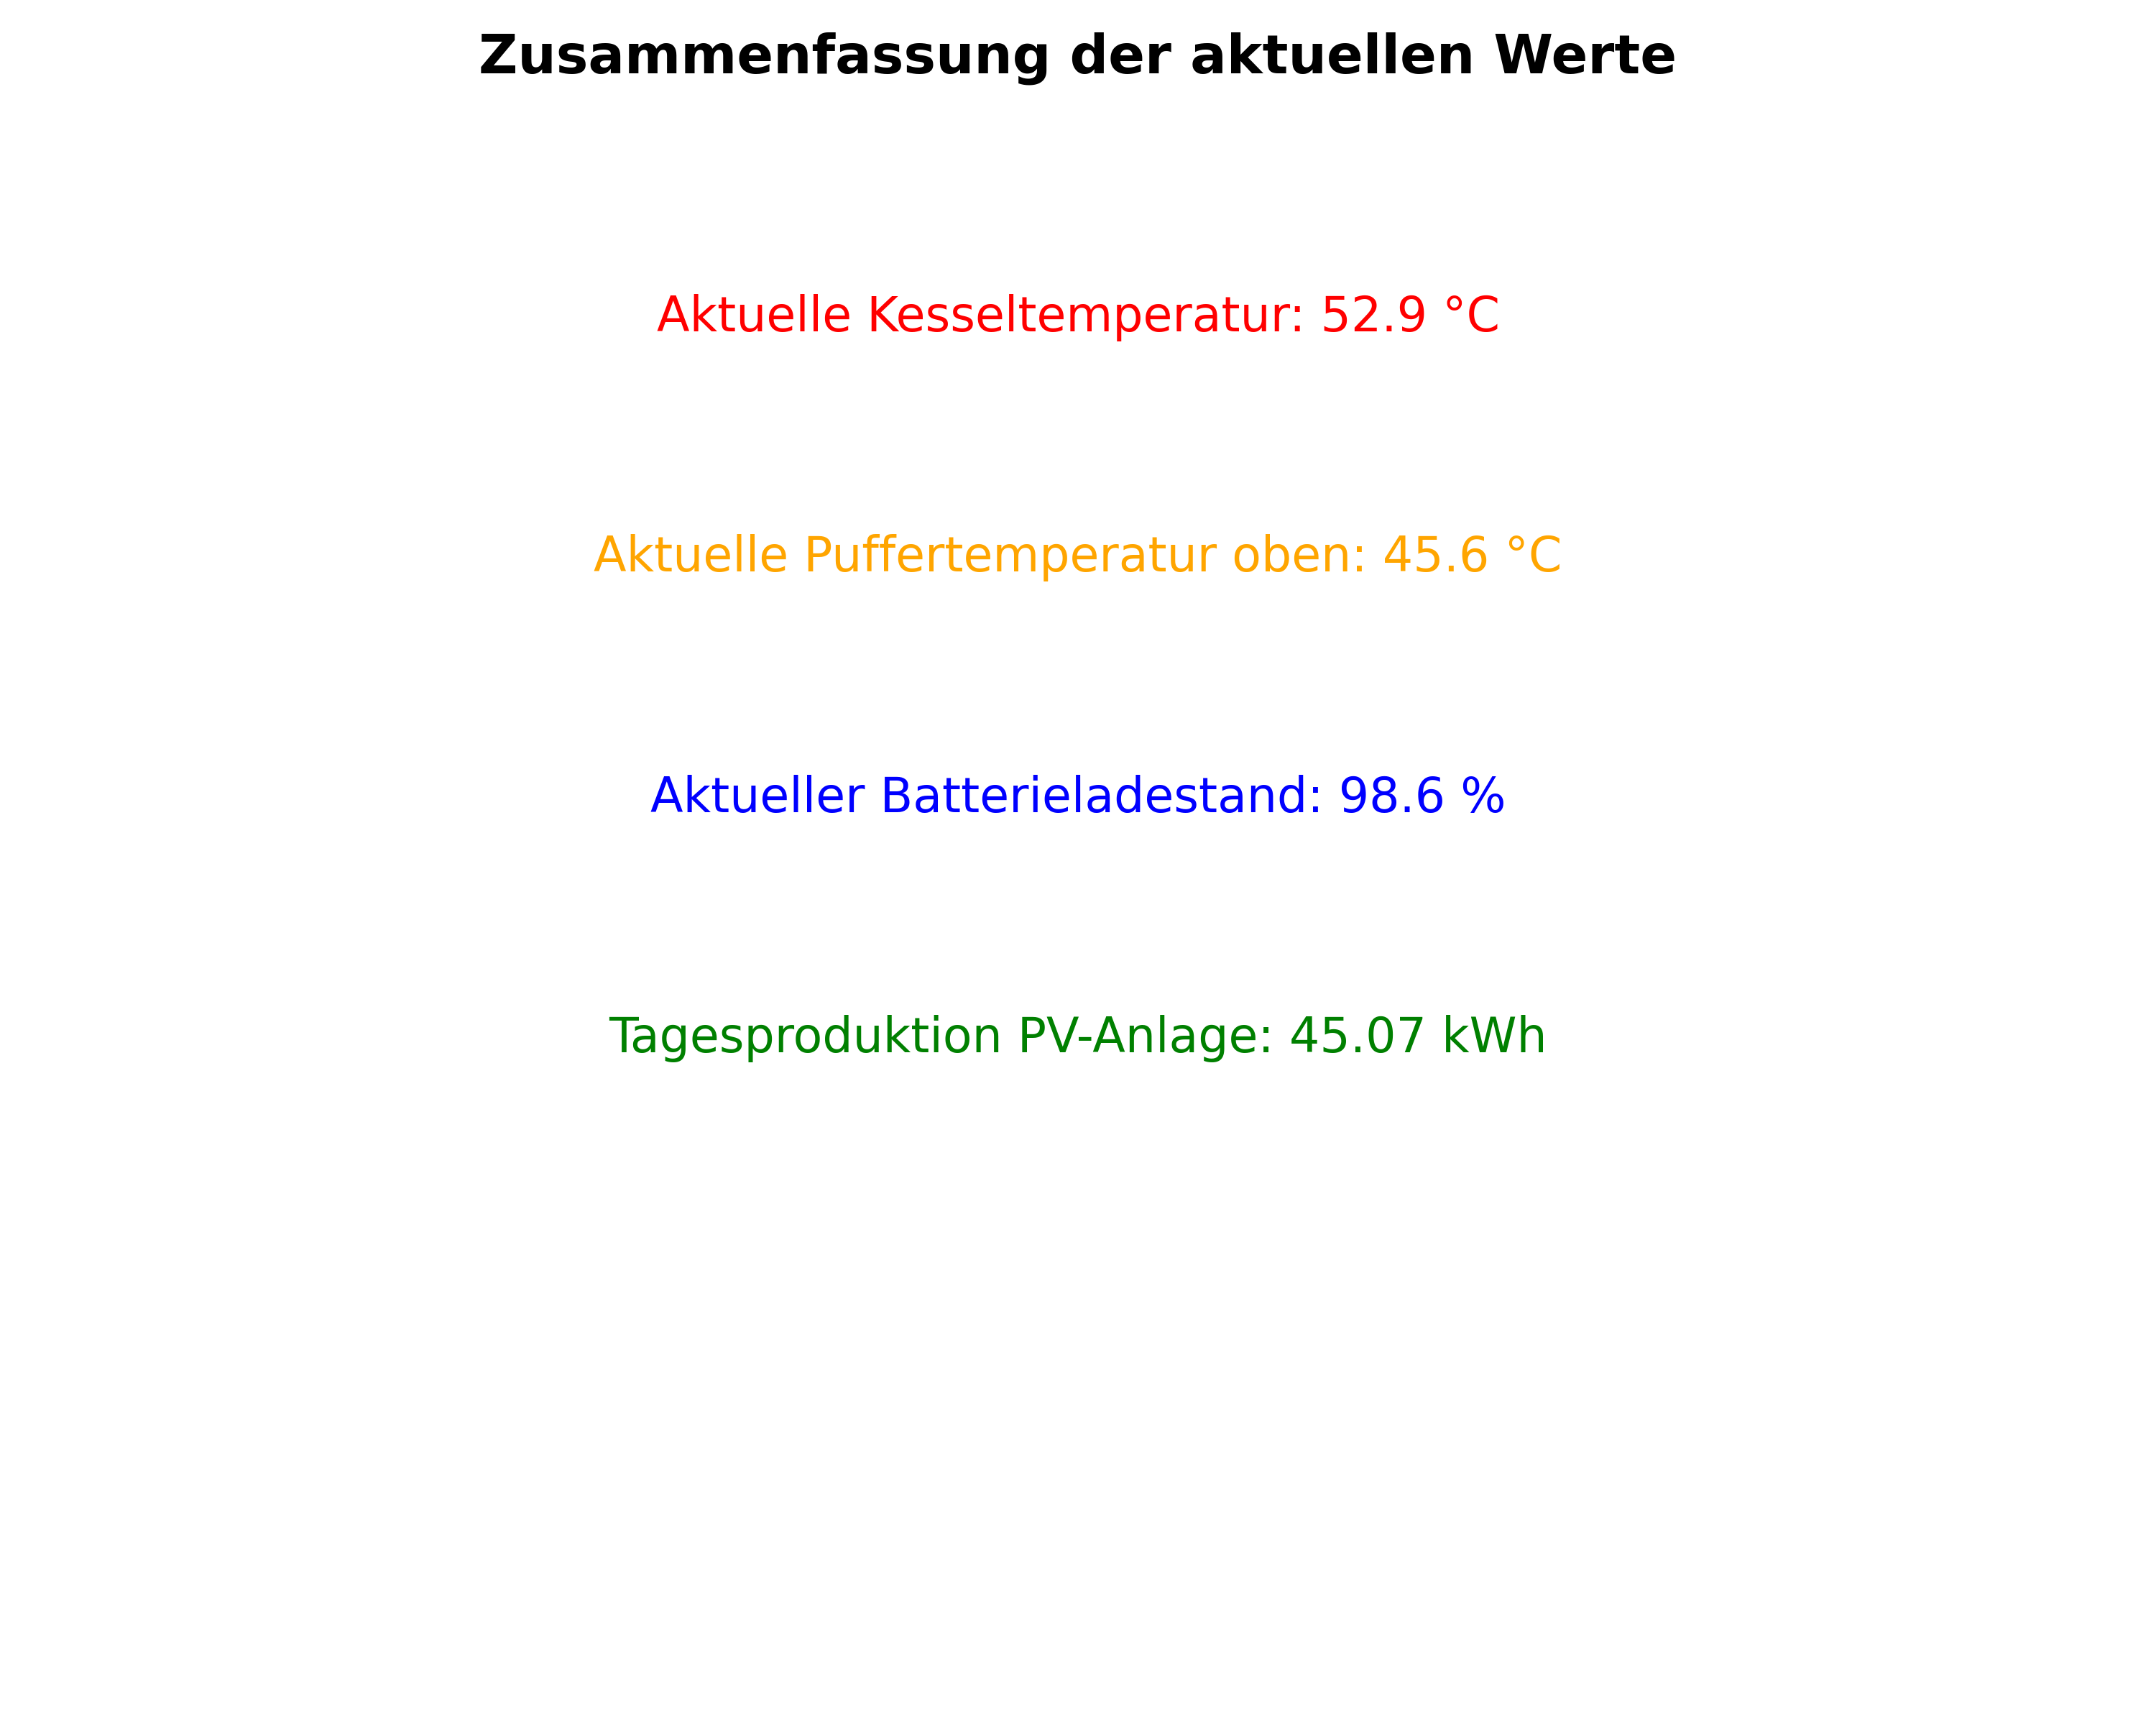 Zusammenfassung der aktuellen Werte
Aktuelle Kesseltemperatur: 52.9 °C
Aktuelle Puffertemperatur oben: 45.6 °C
Aktueller Batterieladestand: 98.6 %
Tagesproduktion PV-Anlage: 45.07 kWh